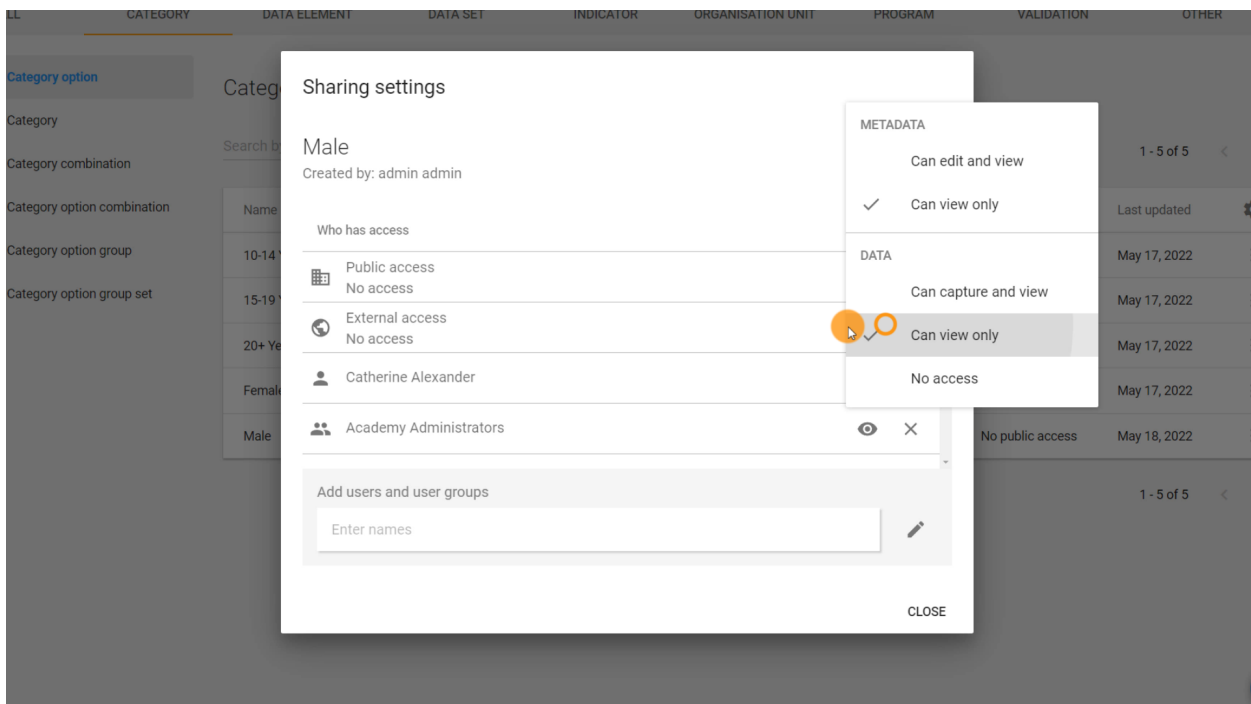 CATEGORY DATA ELEMENT DATA SET INDICATOR ORGANISATION UNIT PROGRAM VALIDATION OTHER
Category option
Category
Category combination
Category option combination
Category option group
Category option group set
Categ
Search b
Name
10-14
15-19
20+ Ye
Female
Male
Sharing settings
Male
Created by: admin admin
Who has access
Public access
No access
External access
No access
Catherine Alexander
Academy Administrators
Add users and user groups
Enter names
CLOSE
METADATA
Can edit and view
Can view only
DATA
Can capture and view
Can view only
No access
1 - 5 of 5
Last updated
May 17, 2022
May 17, 2022
May 17, 2022
May 17, 2022
No public access May 18, 2022
1 - 5 of 5